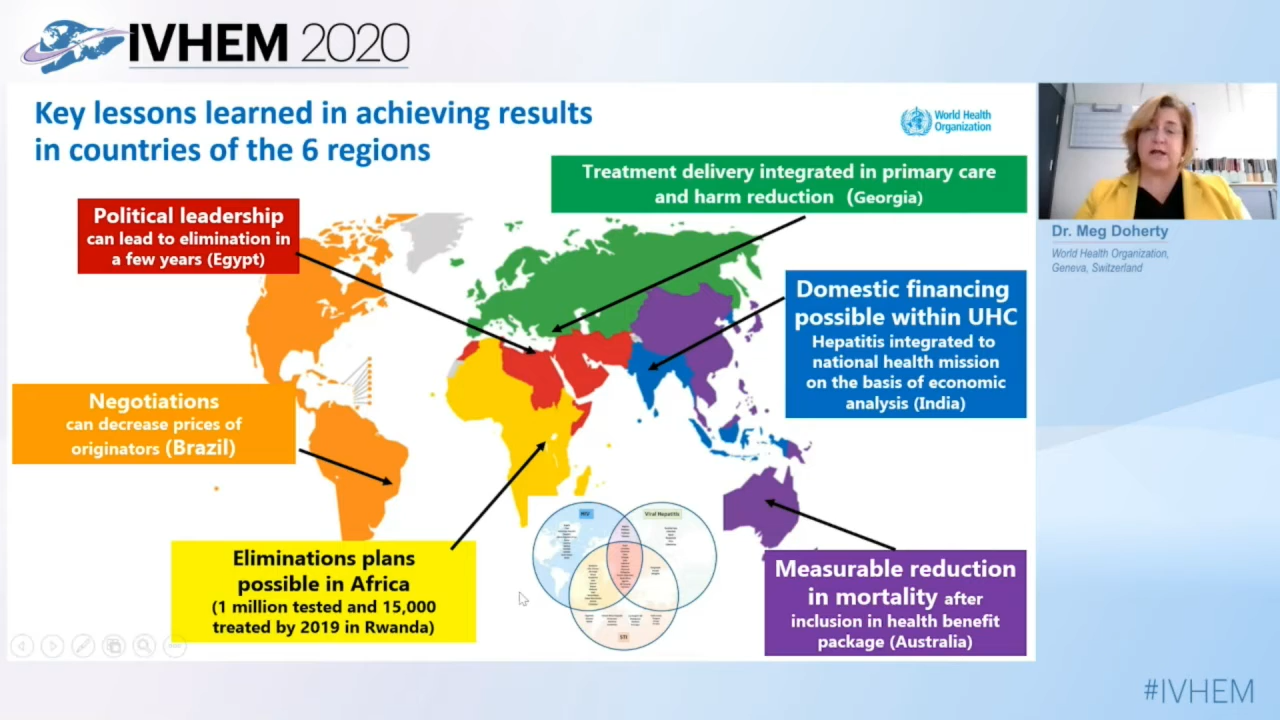 IVHEM 2020
Key lessons learned in achieving results
in countries of the 6 regions
World Health
Organization
Treatment delivery integrated in primary care
and harm reduction (Georgia)
Political leadership
can lead to elimination in
a few years (Egypt)
Domestic financing
possible within UHC
Hepatitis integrated to
national health mission
on the basis of economic
analysis (India)
Negotiations
can decrease prices of
originators (Brazil)
Eliminations plans
possible in Africa
(1 million tested and 15,000
treated by 2019 in Rwanda)
Viral Hepatitis
STI
Measurable reduction
in mortality after
inclusion in health benefit
package (Australia)
Dr. Meg Doherty
World Health Organization,
Geneva, Switzerland
#IVHEM